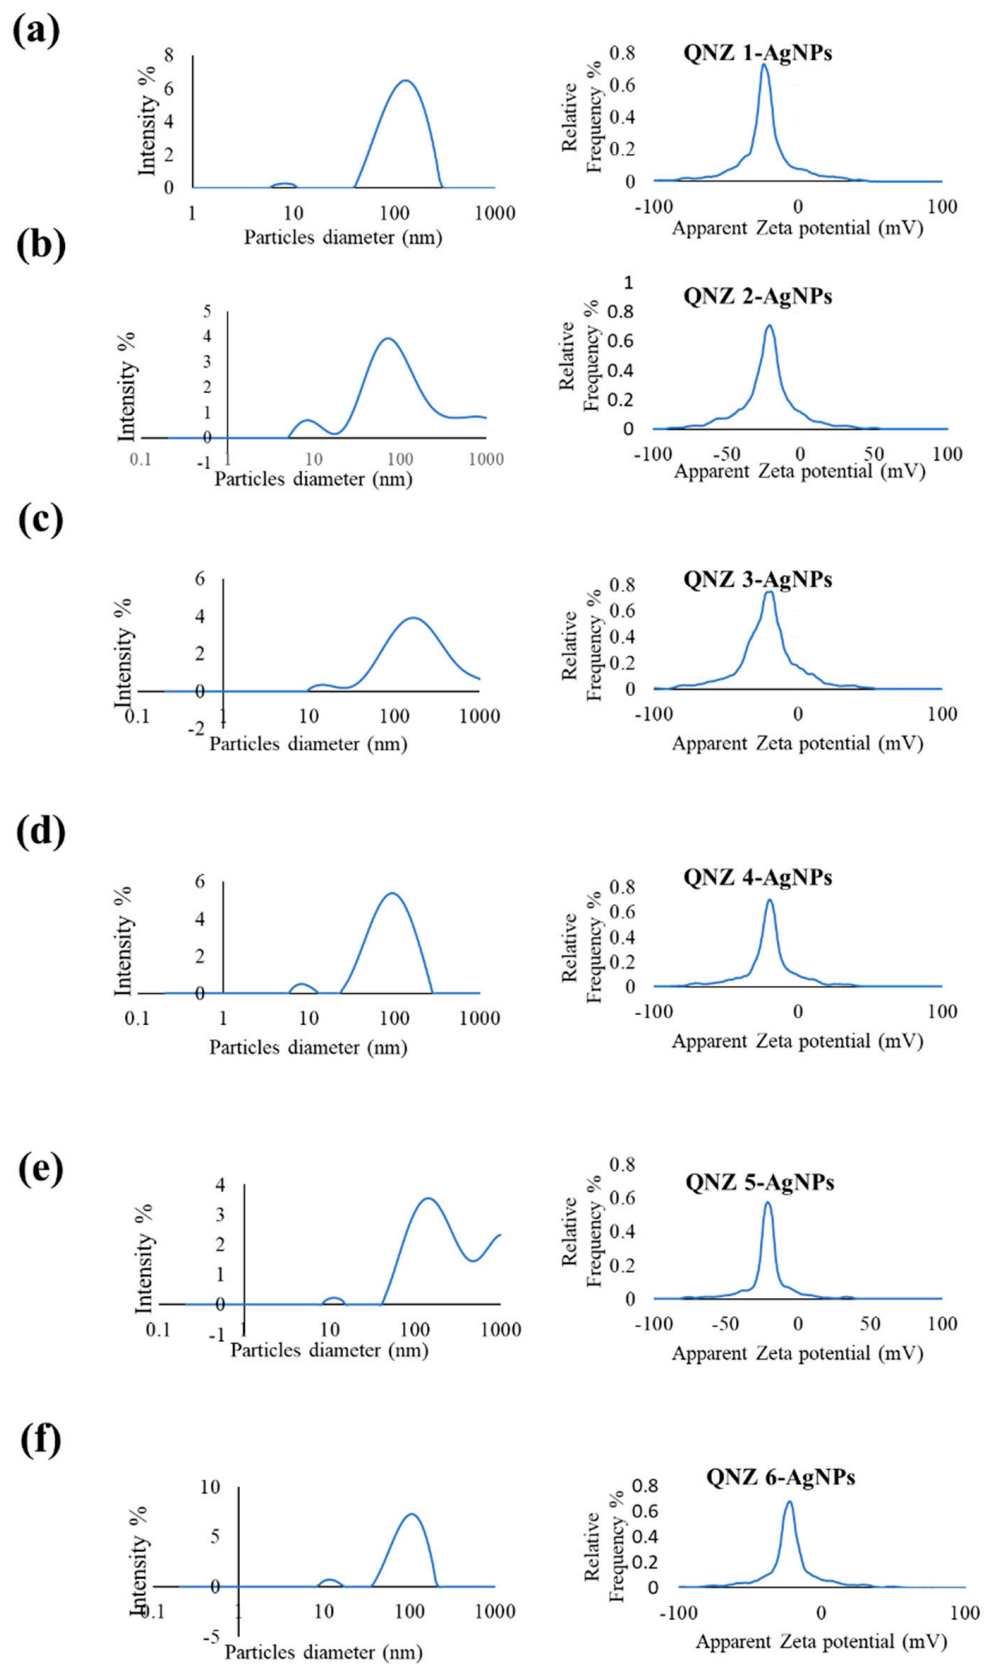 (a)
8
6
4
2
0
Intensity %
1 10 100 1000
Particles diameter (nm)
QNZ 1-AgNPs
0.8
0.6
0.4
0.2
0
Relative
Frequency %
-100 0 100
Apparent Zeta potential (mV)
(b)
5
4
3
2
1
0
-1
Intensity %
0.1 1 10 100 1000
Particles diameter (nm)
QNZ 2-AgNPs
1
0.8
0.6
0.4
0.2
0
Relative
Frequency %
-100 -50 0 50 100
Apparent Zeta potential (mV)
(c)
6
4
2
0
-2
Intensity %
0.1 1 10 100 1000
Particles diameter (nm)
QNZ 3-AgNPs
0.8
0.6
0.4
0.2
0
Relative
Frequency %
-100 0 100
Apparent Zeta potential (mV)
(d)
6
4
2
0
Intensity %
0.1 1 10 100 1000
Particles diameter (nm)
QNZ 4-AgNPs
0.8
0.6
0.4
0.2
0
Relative
Frequency %
-100 0 100
Apparent Zeta potential (mV)
(e)
4
3
2
1
0
-1
Intensity %
0.1 1 10 100 1000
Particles diameter (nm)
QNZ 5-AgNPs
0.8
0.6
0.4
0.2
0
Relative
Frequency %
-100 -50 0 50 100
Apparent Zeta potential (mV)
(f)
10
5
0
-5
Intensity %
0.1 1 10 100 1000
Particles diameter (nm)
QNZ 6-AgNPs
0.8
0.6
0.4
0.2
0
Relative
Frequency %
-100 0 100
Apparent Zeta potential (mV)